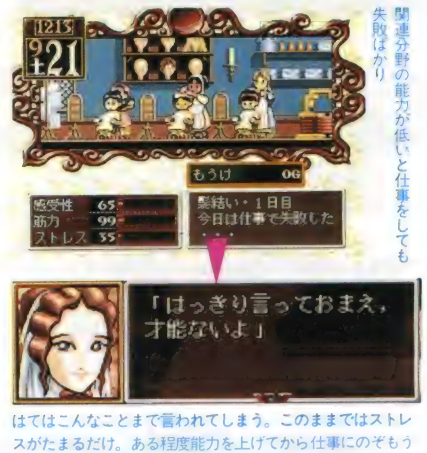 関連分野の能力が低いと仕事をしても
失敗ばかり
1213
9
土21
もうけ 0G
感受性 65
筋力 99
ストレス 35
髪結い・1日目
今日は仕事で失敗した
・・・
「はっきり言っておまえ,
才能ないよ」
はてはこんなことまで言われてしまう。このままではストレ
スがたまるだけ。ある程度能力を上げてから仕事にのぞもう